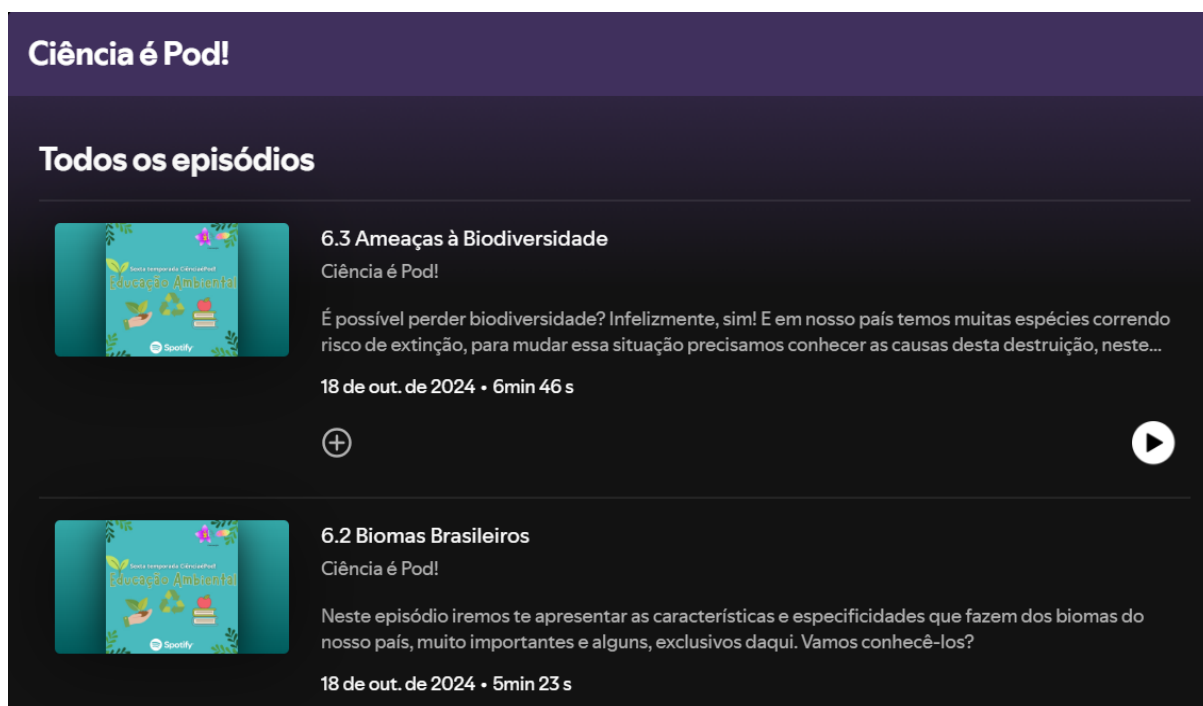 Ciência é Pod!
Todos os episódios
Sexta temporada CiênciaéPod!
Educação Ambiental
Spotify
6.3 Ameaças à Biodiversidade
Ciência é Pod!
É possível perder biodiversidade? Infelizmente, sim! E em nosso país temos muitas espécies correndo
risco de extinção, para mudar essa situação precisamos conhecer as causas desta destruição, neste...
18 de out. de 2024 • 6min 46 s
Sexta temporada CiênciaéPod!
Educação Ambiental
Spotify
6.2 Biomas Brasileiros
Ciência é Pod!
Neste episódio iremos te apresentar as características e especificidades que fazem dos biomas do
nosso país, muito importantes e alguns, exclusivos daqui. Vamos conhecê-los?
18 de out. de 2024 • 5min 23 s